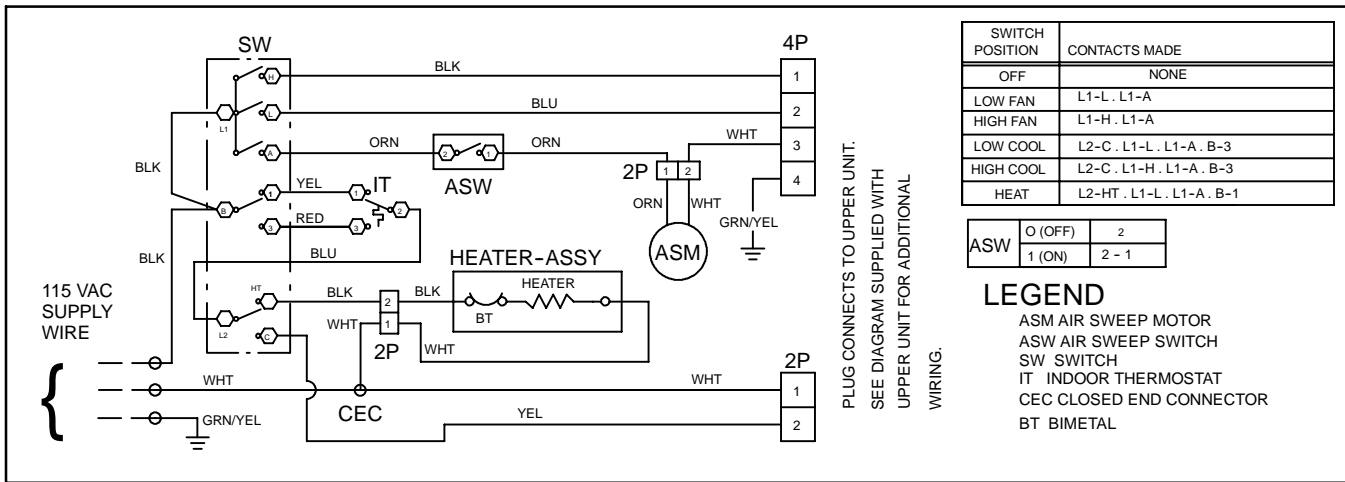 SW
4P
H
BLK
1
L
BLU
2
L1
WHT
A
ORN
2
1
ORN
3
BLK
ASW
2P
1
2
4
1
YEL
1
IT
B
2
ORN
WHT
3
RED
3
GRN/YEL
ASM
BLK
BLU
HEATER-ASSY
115 VAC
SUPPLY
WIRE
HT
BLK
2
BLK
HEATER
BT
L2
WHT
1
C
2P
WHT
2P
{
WHT
WHT
1
CEC
GRN/YEL
YEL
2
PLUG CONNECTS TO UPPER UNIT.
SEE DIAGRAM SUPPLIED WITH
UPPER UNIT FOR ADDITIONAL
WIRING.
SWITCH POSITION CONTACTS MADE
OFF NONE
LOW FAN L1-L . L1-A
HIGH FAN L1-H . L1-A
LOW COOL L2-C . L1-L . L1-A . B-3
HIGH COOL L2-C . L1-H . L1-A . B-3
HEAT L2-HT . L1-L . L1-A . B-1
ASW O (OFF) 2
1 (ON) 2 - 1
LEGEND
ASM AIR SWEEP MOTOR
ASW AIR SWEEP SWITCH
SW SWITCH
IT INDOOR THERMOSTAT
CEC CLOSED END CONNECTOR
BT BIMETAL